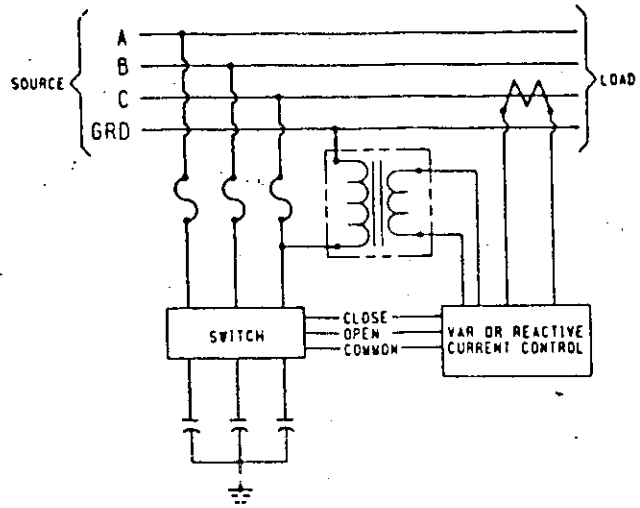 A
B
SOURCE
LOAD
C
GRD
CLOSE
SWITCH
OPEN
VAR OR REACTIVE
COMMON
CURRENT CONTROL